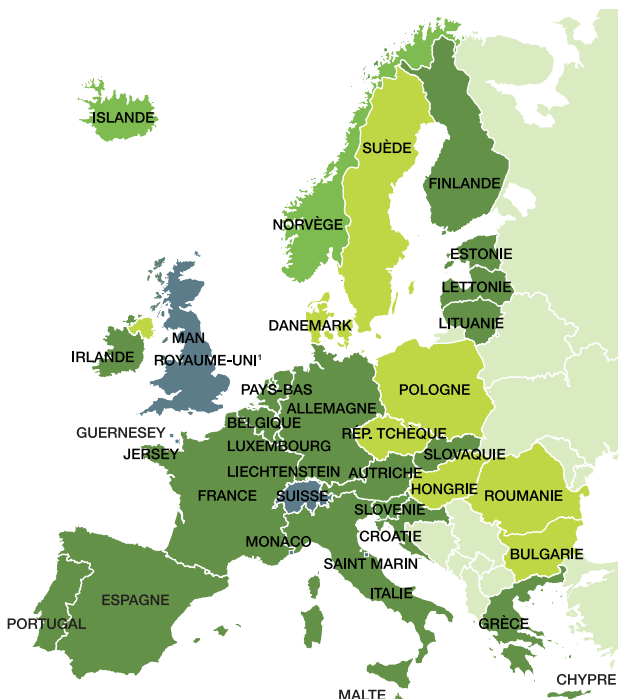 ISLANDE
SUÈDE
FINLANDE
NORVÈGE
ESTONIE
LETTONIE
LITUANIE
DANEMARK
MAN
IRLANDE
ROYAUME-UNI¹
PAYS-BAS
POLOGNE
ALLEMAGNE
BELGIQUE
GUERNESEY
RÉP. TCHÈQUE
JERSEY
LUXEMBOURG
SLOVAQUIE
LIECHTENSTEIN
AUTRICHE
FRANCE
SUISSE
HONGRIE
ROUMANIE
SLOVENIE
CROATIE
MONACO
BULGARIE
SAINT MARIN
ITALIE
ESPAGNE
PORTUGAL
GRÈCE
CHYPRE
MALTE